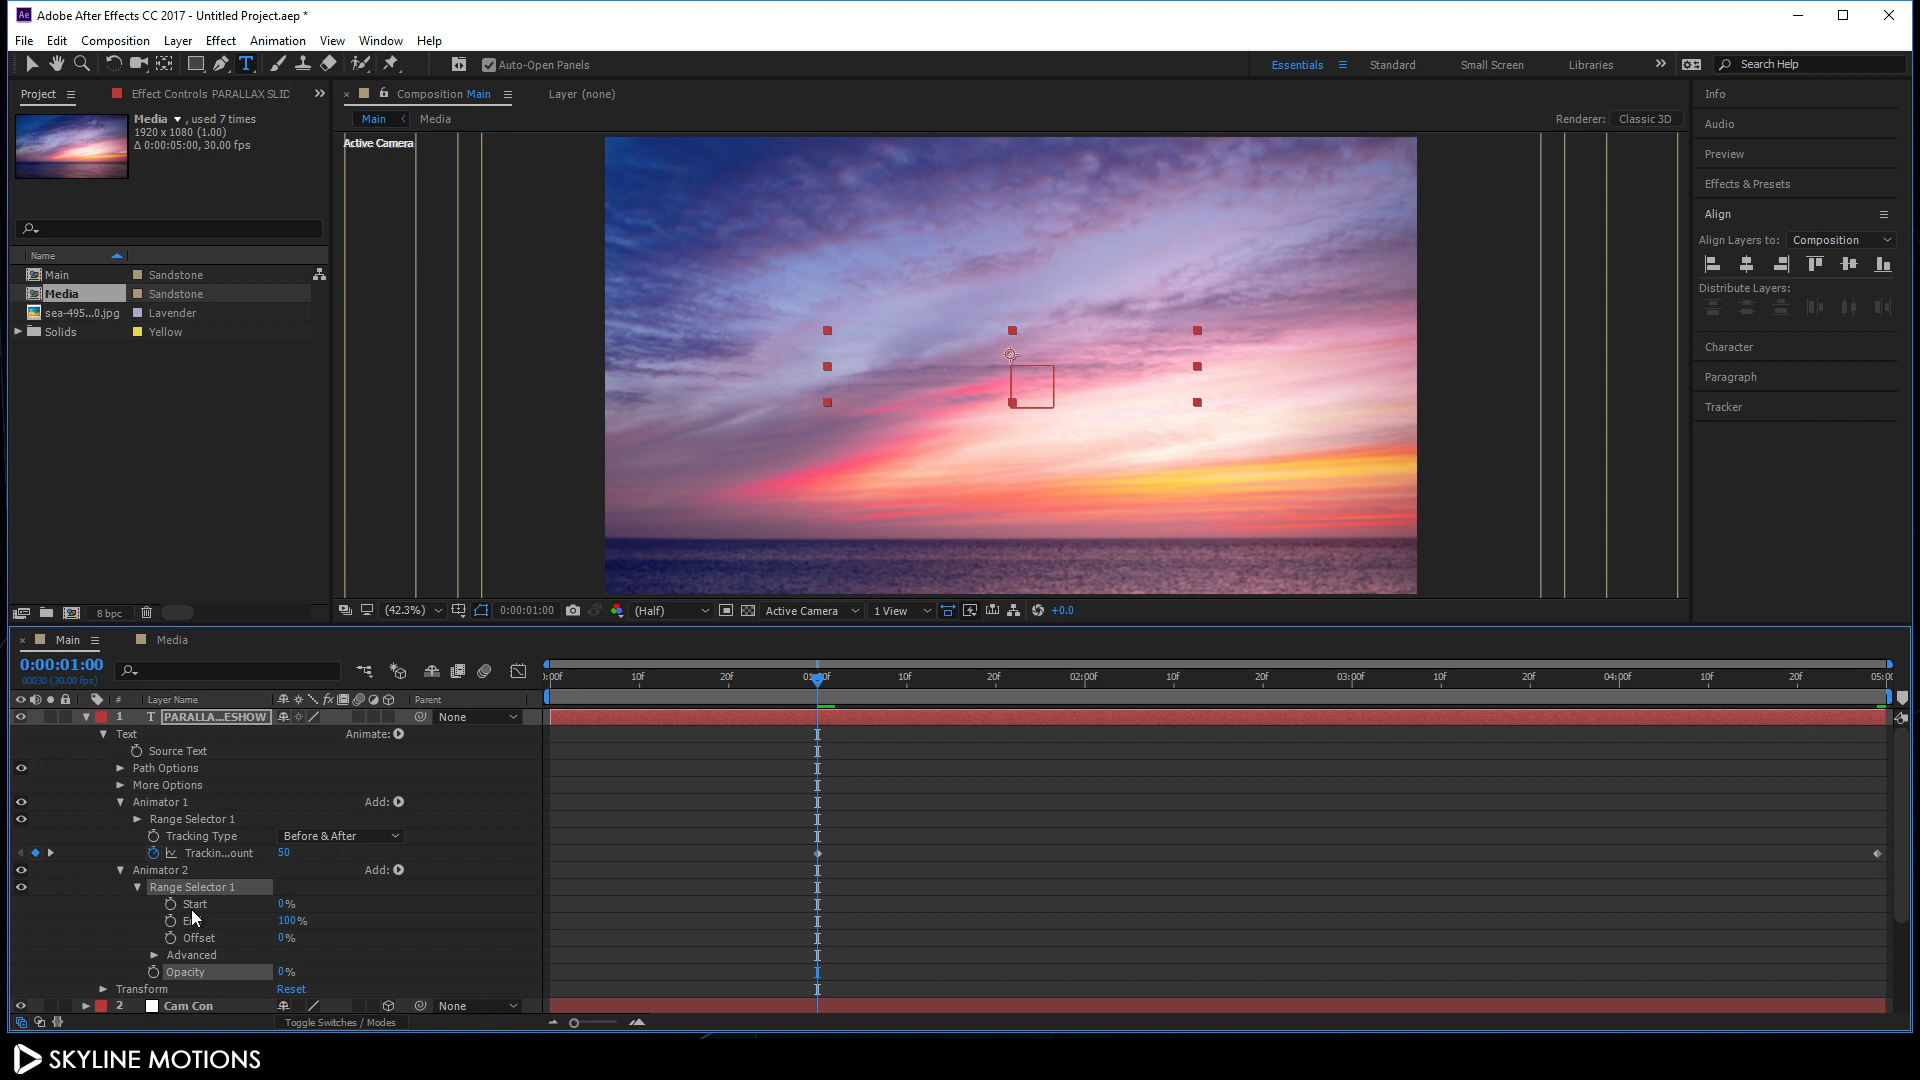 Ae Adobe After Effects CC 2017 - Untitled Project.aep *
File Edit Composition Layer Effect Animation View Window Help
Auto-Open Panels
Essentials Standard Small Screen Libraries Search Help
Project Effect Controls PARALLAX SLID Composition Main Layer (none)
Media , used 7 times
1920 x 1080 (1.00)
Δ 0:00:05:00, 30.00 fps
Main Media Renderer: Classic 3D
Active Camera
Name
Main Sandstone
Media Sandstone
sea-495...0.jpg Lavender
Solids Yellow
8 bpc
(42.3%) 0:00:01:00 (Half) Active Camera 1 View +0.0
Info
Audio
Preview
Effects & Presets
Align
Align Layers to: Composition
Distribute Layers:
Character
Paragraph
Tracker
Main Media
0:00:01:00
00030 (30.00 fps)
# Layer Name fx Parent
):00f 10f 20f 01:00f 10f 20f 02:00f 10f 20f 03:00f 10f 20f 04:00f 10f 20f 05:00
1 T PARALLA...ESHOW None
Text Animate:
Source Text
Path Options
More Options
Animator 1 Add:
Range Selector 1
Tracking Type Before & After
Trackin...ount 50
Animator 2 Add:
Range Selector 1
Start 0%
100%
Offset 0%
Advanced
Opacity 0%
Transform Reset
2 Cam Con None
Toggle Switches / Modes
SKYLINE MOTIONS